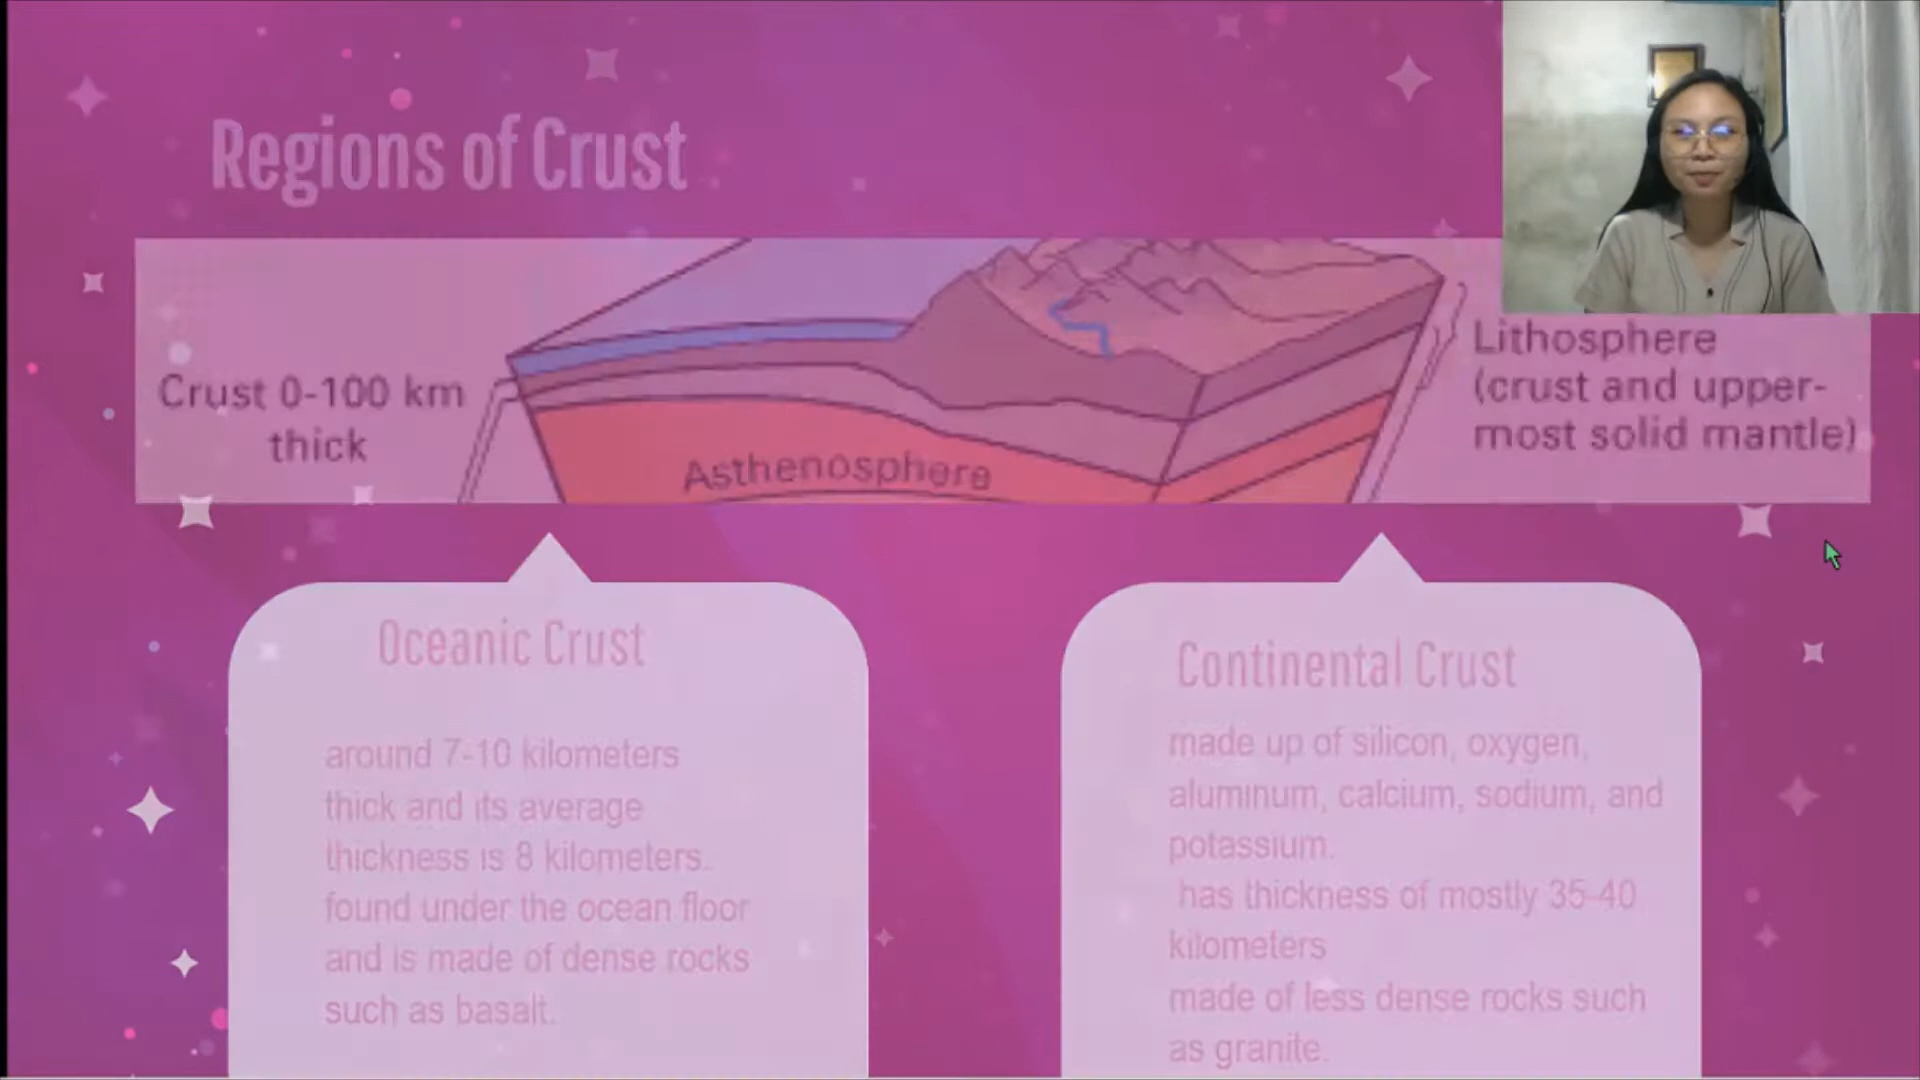 Regions of Crust
Crust 0-100 km
thick
Asthenosphere
Lithosphere
(crust and upper-
most solid mantle)
Oceanic Crust
around 7-10 kilometers
thick and its average
thickness is 8 kilometers.
found under the ocean floor
and is made of dense rocks
such as basalt.
Continental Crust
made up of silicon, oxygen,
aluminum, calcium, sodium, and
potassium.
has thickness of mostly 35-40
kilometers
made of less dense rocks such
as granite.